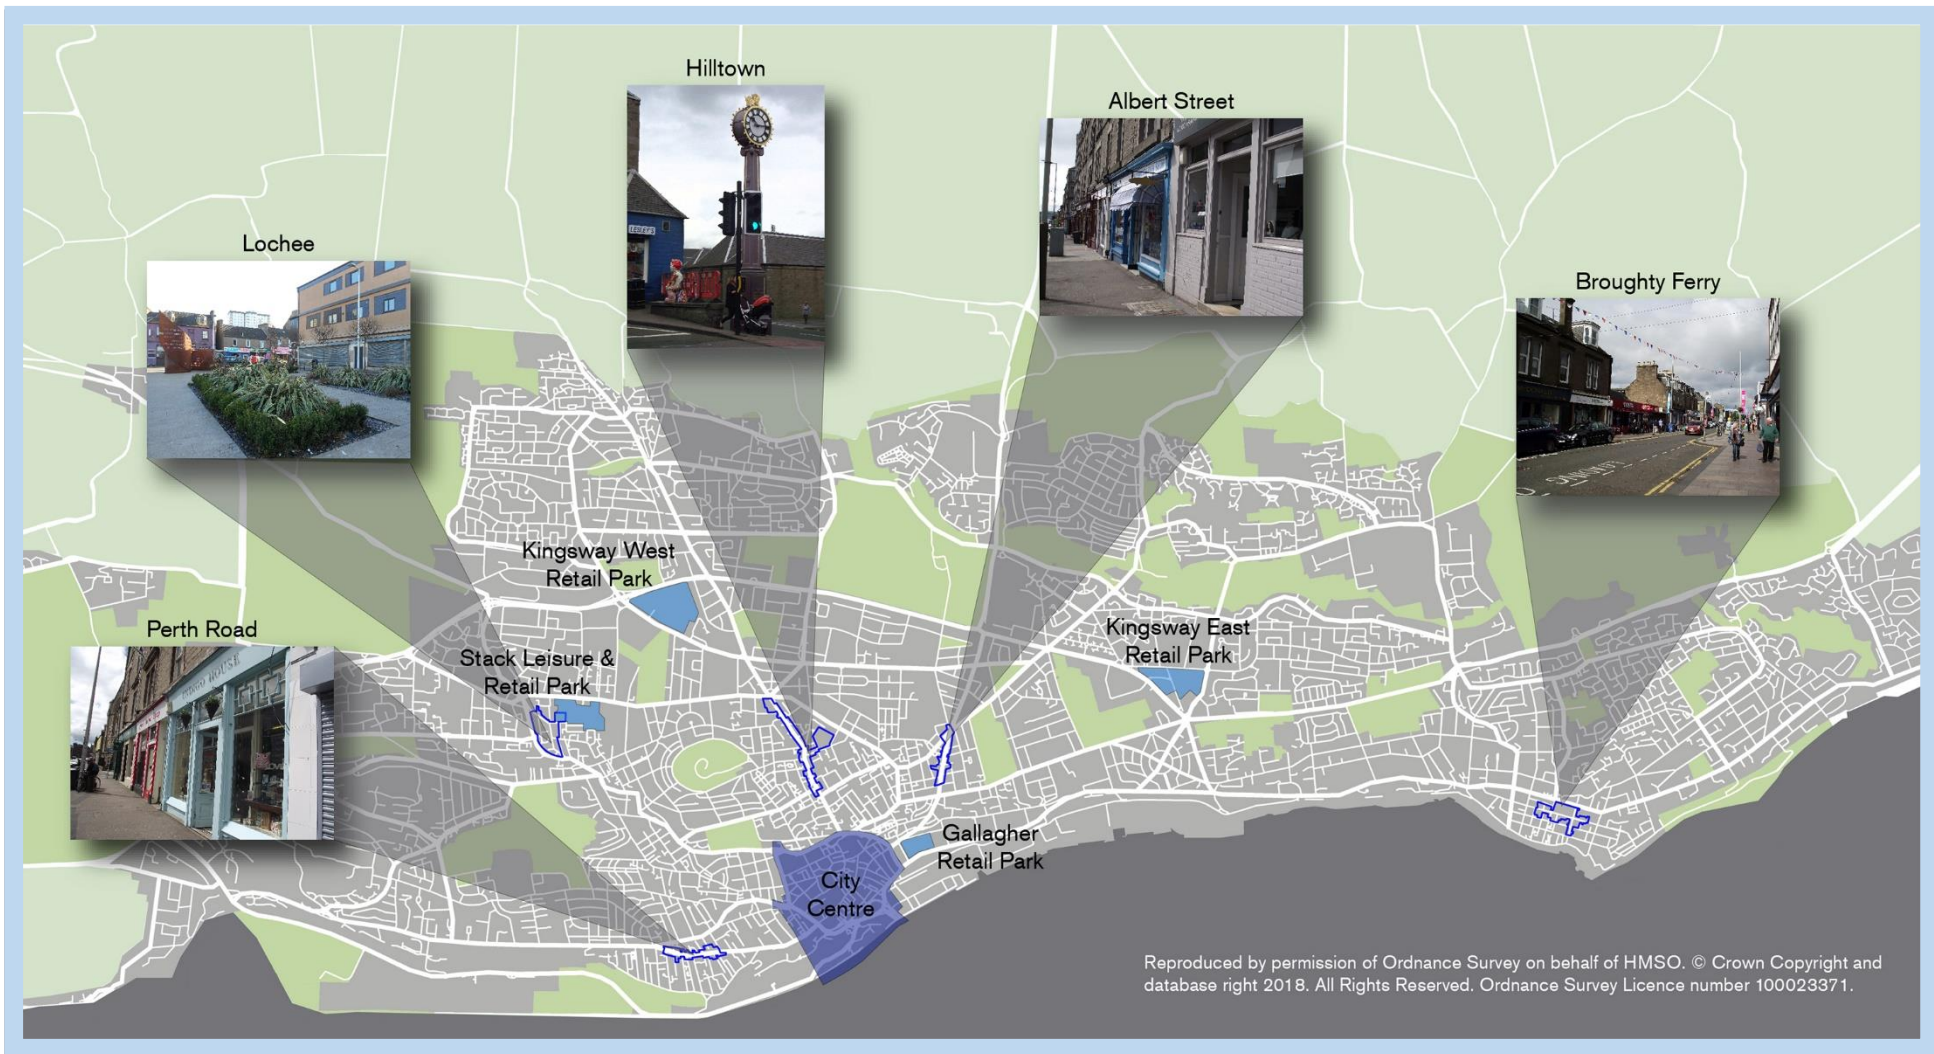 Hilltown
Albert Street
Lochee
Broughty Ferry
Kingsway West
Retail Park
Perth Road
Kingsway East
Retail Park
Stack Leisure &
Retail Park
Gallagher
Retail Park
City
Centre
Reproduced by permission of Ordnance Survey on behalf of HMSO. © Crown Copyright and
database right 2018. All Rights Reserved. Ordnance Survey Licence number 100023371.